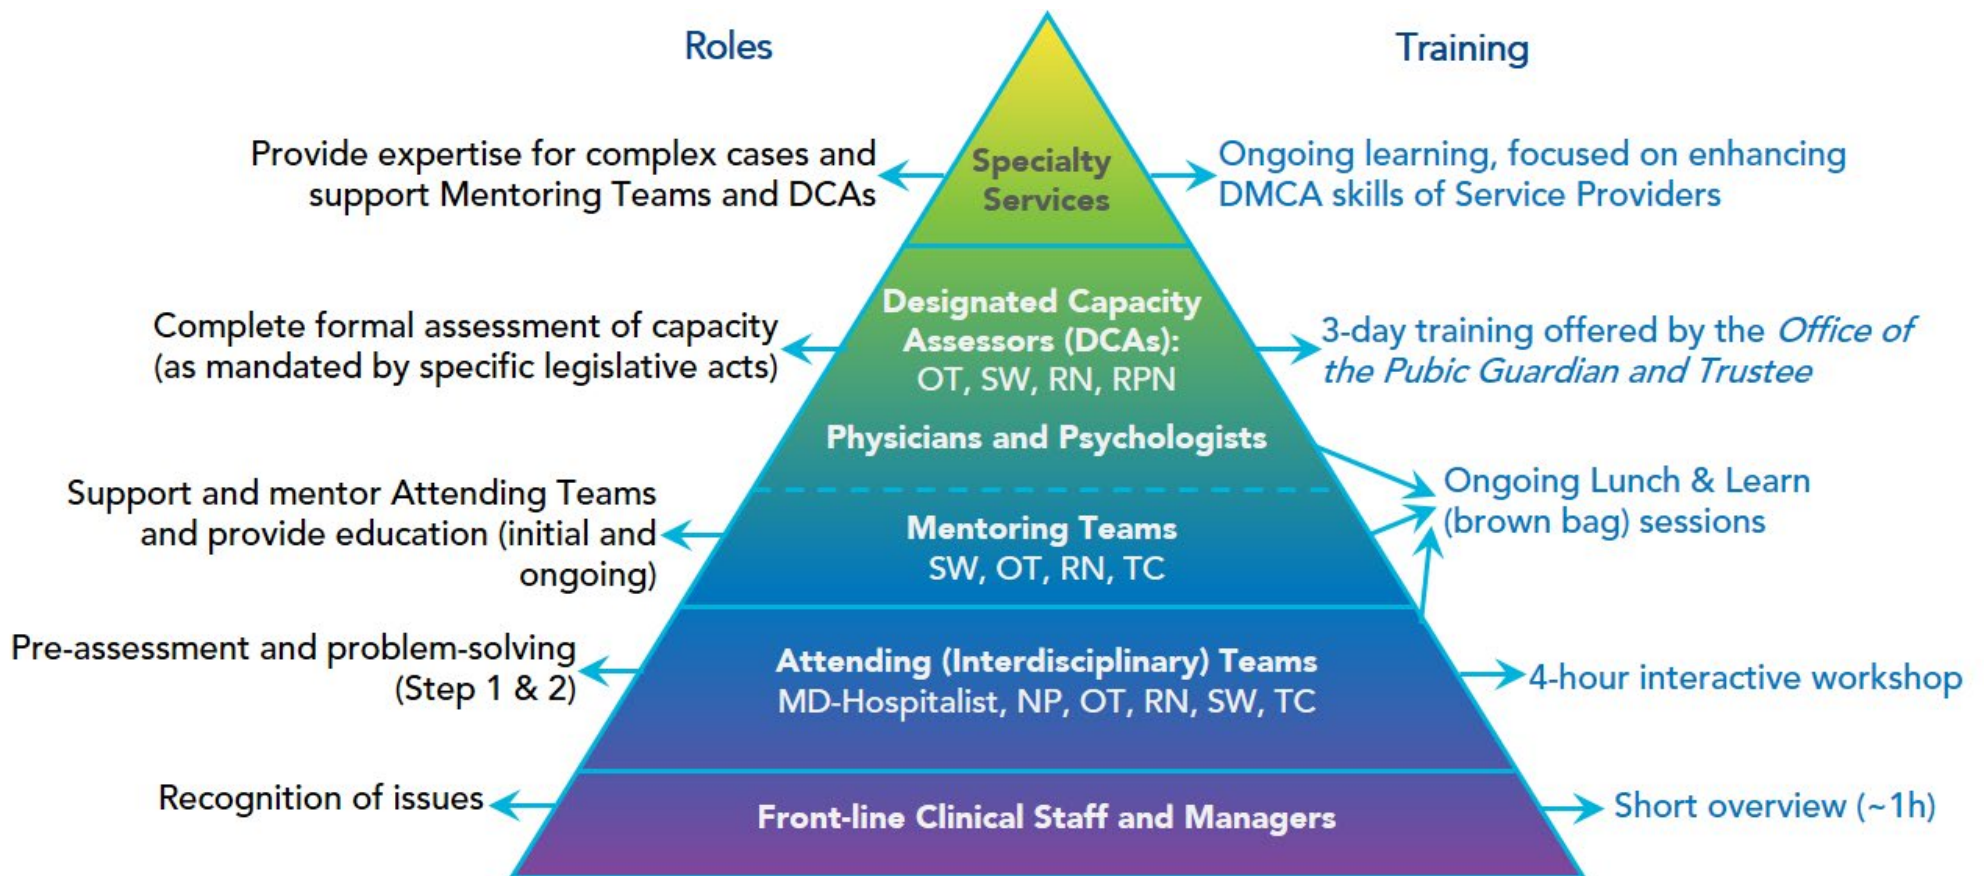 Roles
Training
Provide expertise for complex cases and
support Mentoring Teams and DCAs
Specialty
Services
Ongoing learning, focused on enhancing
DMCA skills of Service Providers
Complete formal assessment of capacity
(as mandated by specific legislative acts)
Designated Capacity
Assessors (DCAs):
OT, SW, RN, RPN
Physicians and Psychologists
3-day training offered by the Office of
the Pubic Guardian and Trustee
Support and mentor Attending Teams
and provide education (initial and
ongoing)
Mentoring Teams
SW, OT, RN, TC
Ongoing Lunch & Learn
(brown bag) sessions
Pre-assessment and problem-solving
(Step 1 & 2)
Attending (Interdisciplinary) Teams
MD-Hospitalist, NP, OT, RN, SW, TC
4-hour interactive workshop
Recognition of issues
Front-line Clinical Staff and Managers
Short overview (~1h)